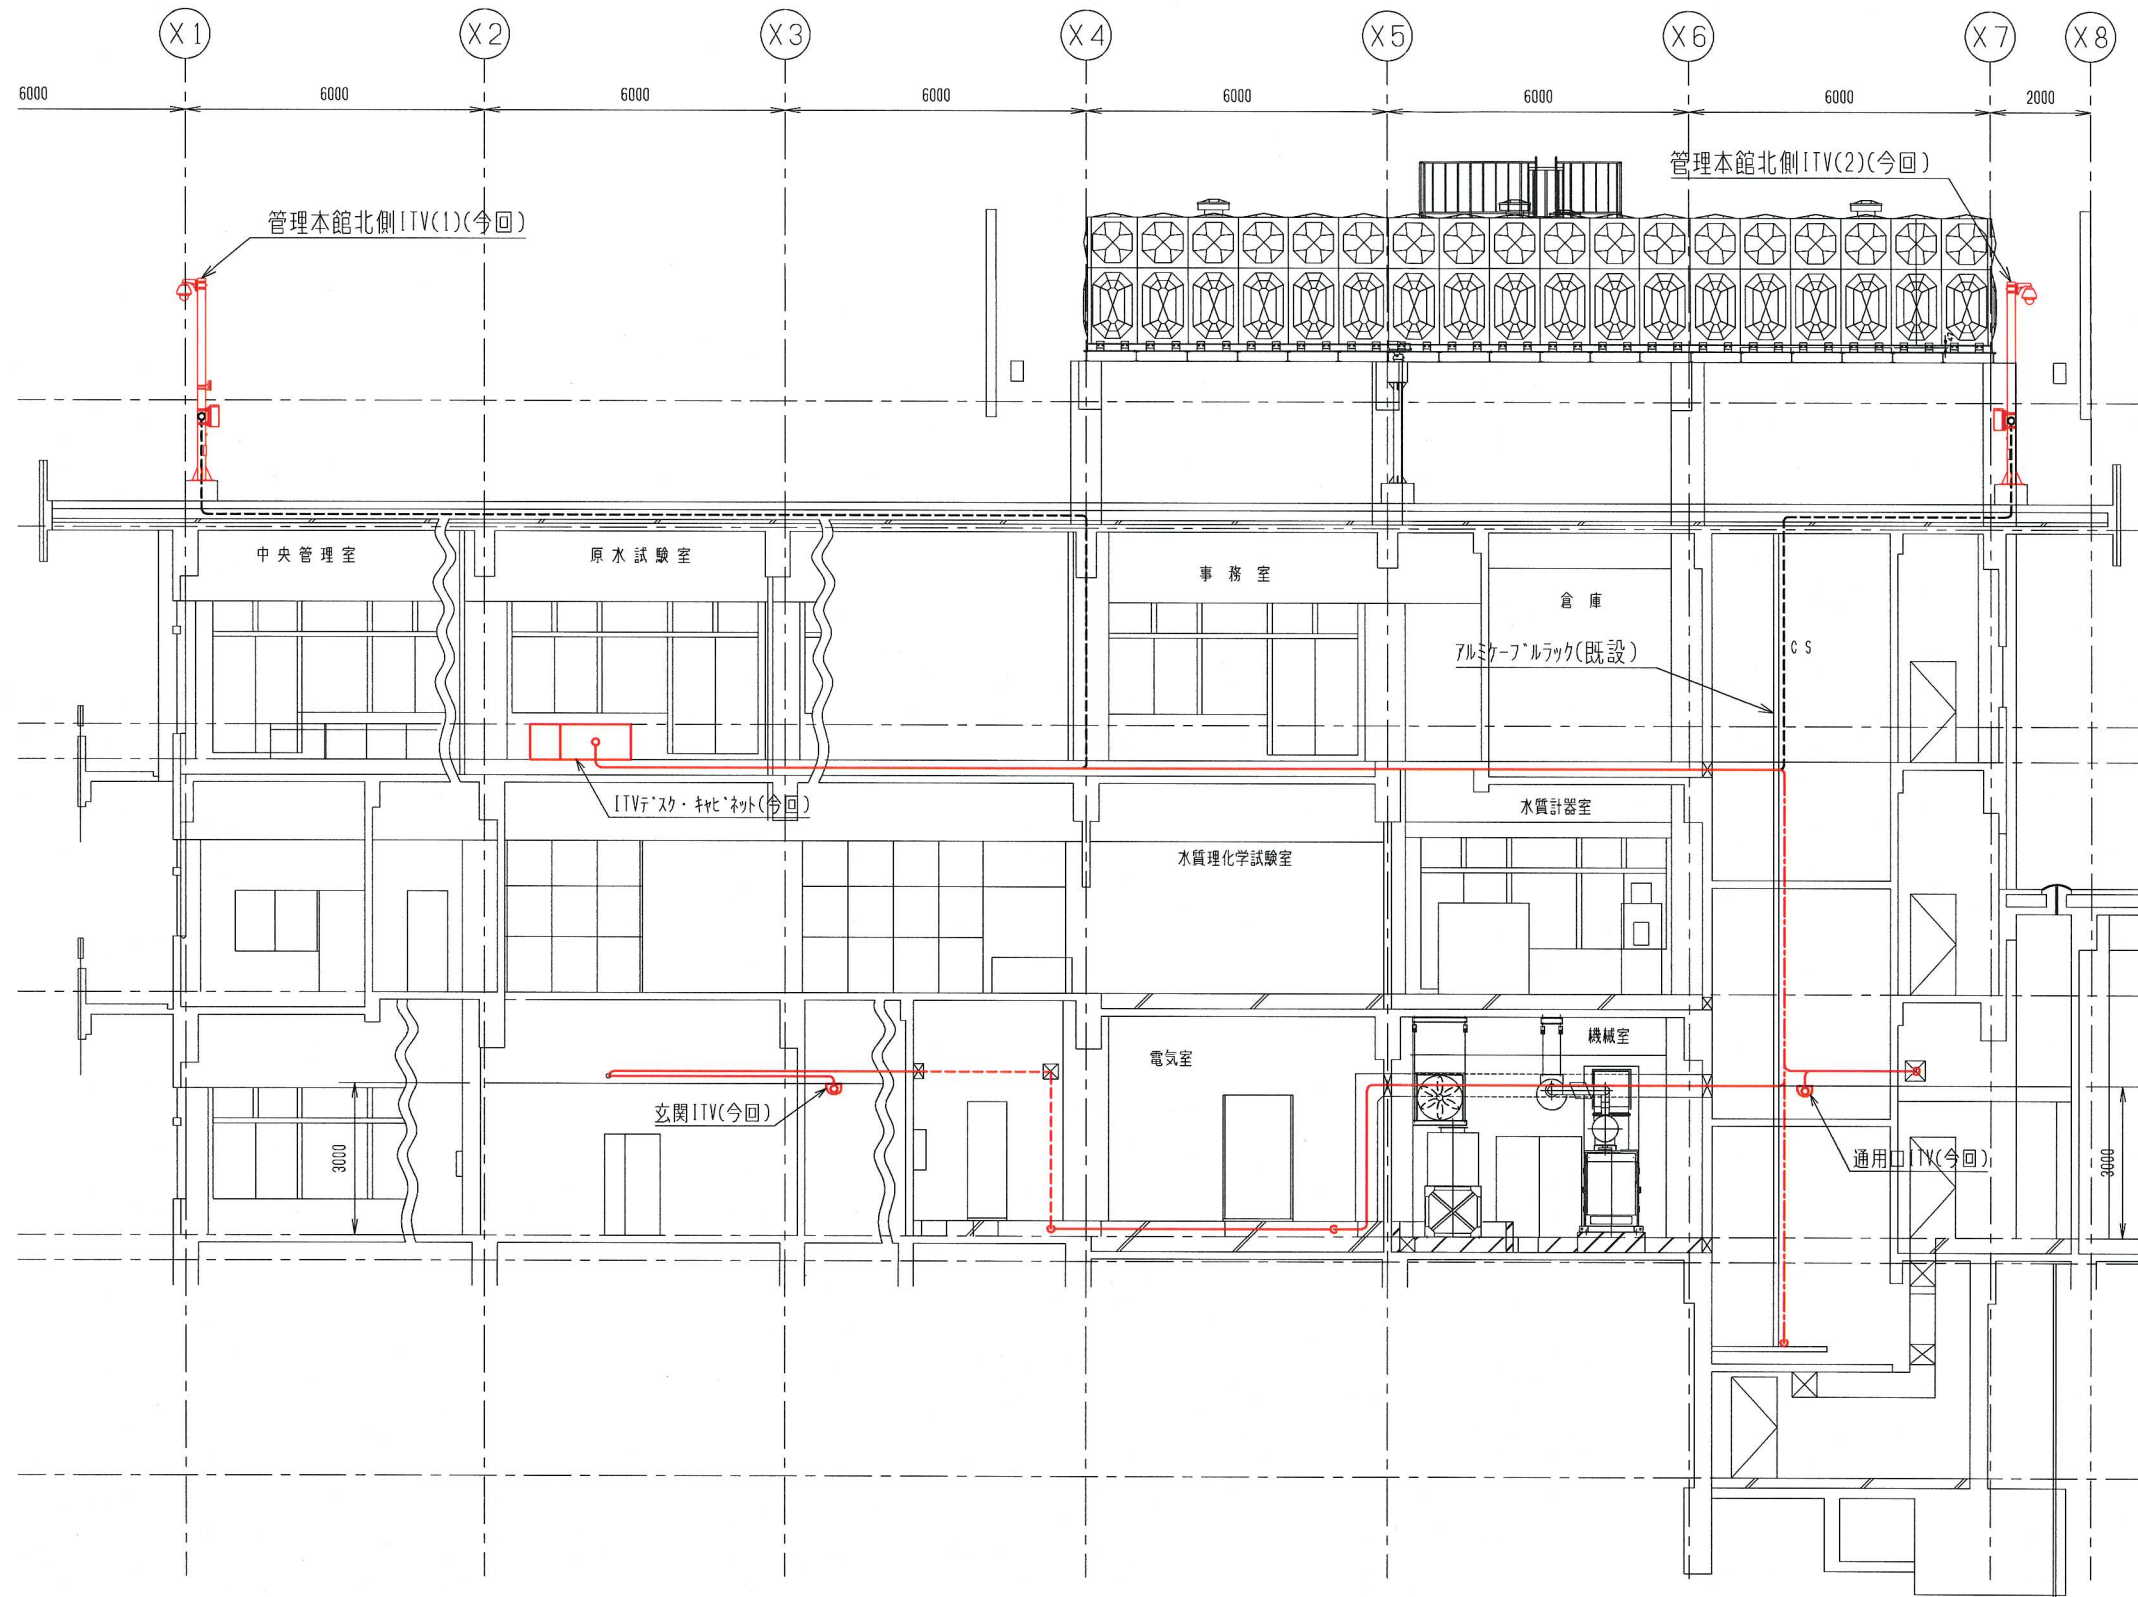 X1 X2 X3 X4 X5 X6 X7 X8
6000 6000 6000 6000 6000 6000 6000 2000
管理本館北側ITV(2)(今回)
管理本館北側ITV(1)(今回)
中央管理室 原水試験室
事務室
倉庫
アルミケーブルラック(既設) CS
ITVデスク・キャビネット(今回) 水質計器室
水質理化学試験室
機械室
電気室
玄関ITV(今回)
3000 通用口ITV(今回) 3000